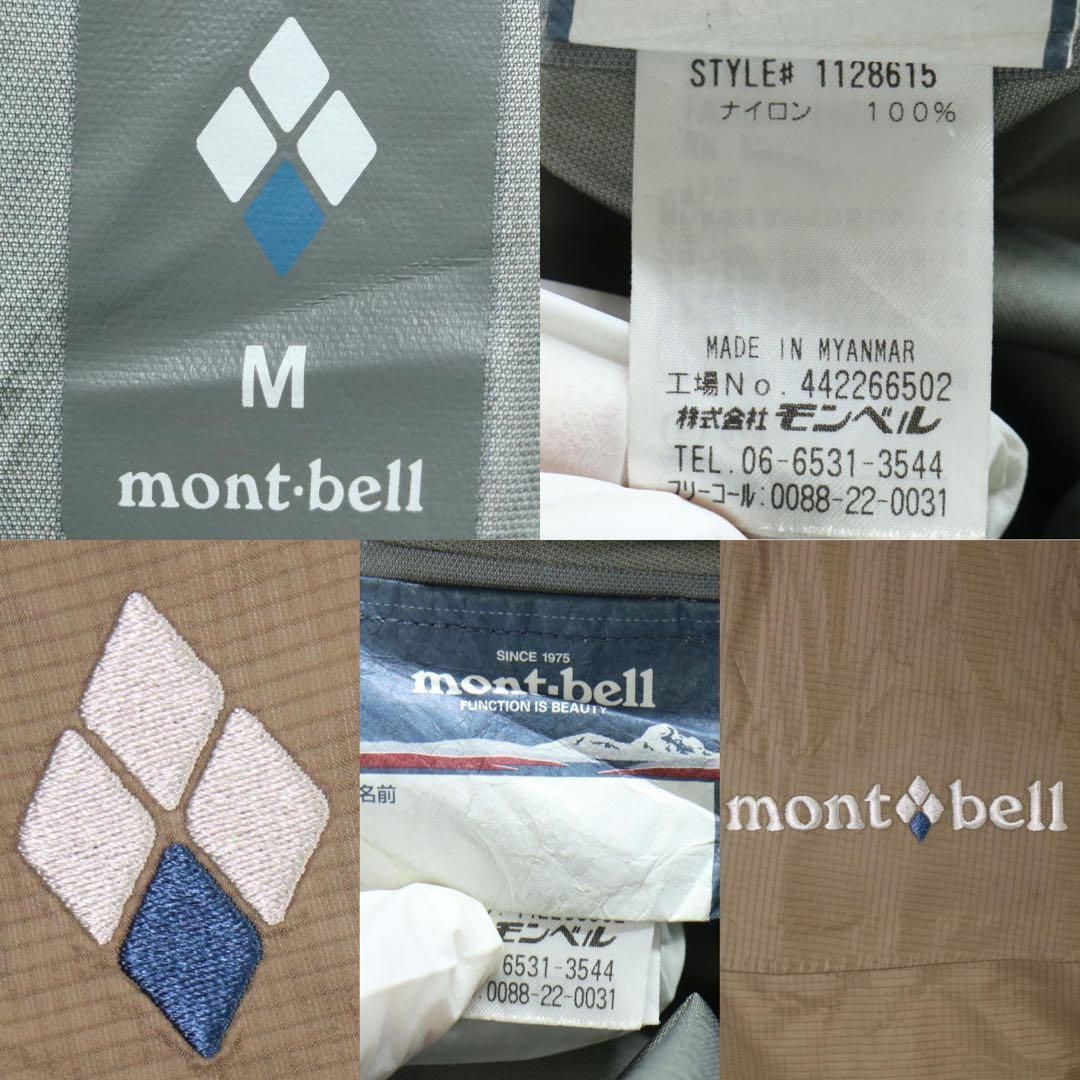 M
mont·bell
STYLE# 1128615
ナイロン 100%
MADE IN MYANMAR
工場No. 442266502
株式会社モンベル
TEL.06-6531-3544
フリーコール:0088-22-0031
SINCE 1975
mont·bell
FUNCTION IS BEAUTY
名前
モンベル
6531-3544
0088-22-0031
mont bell